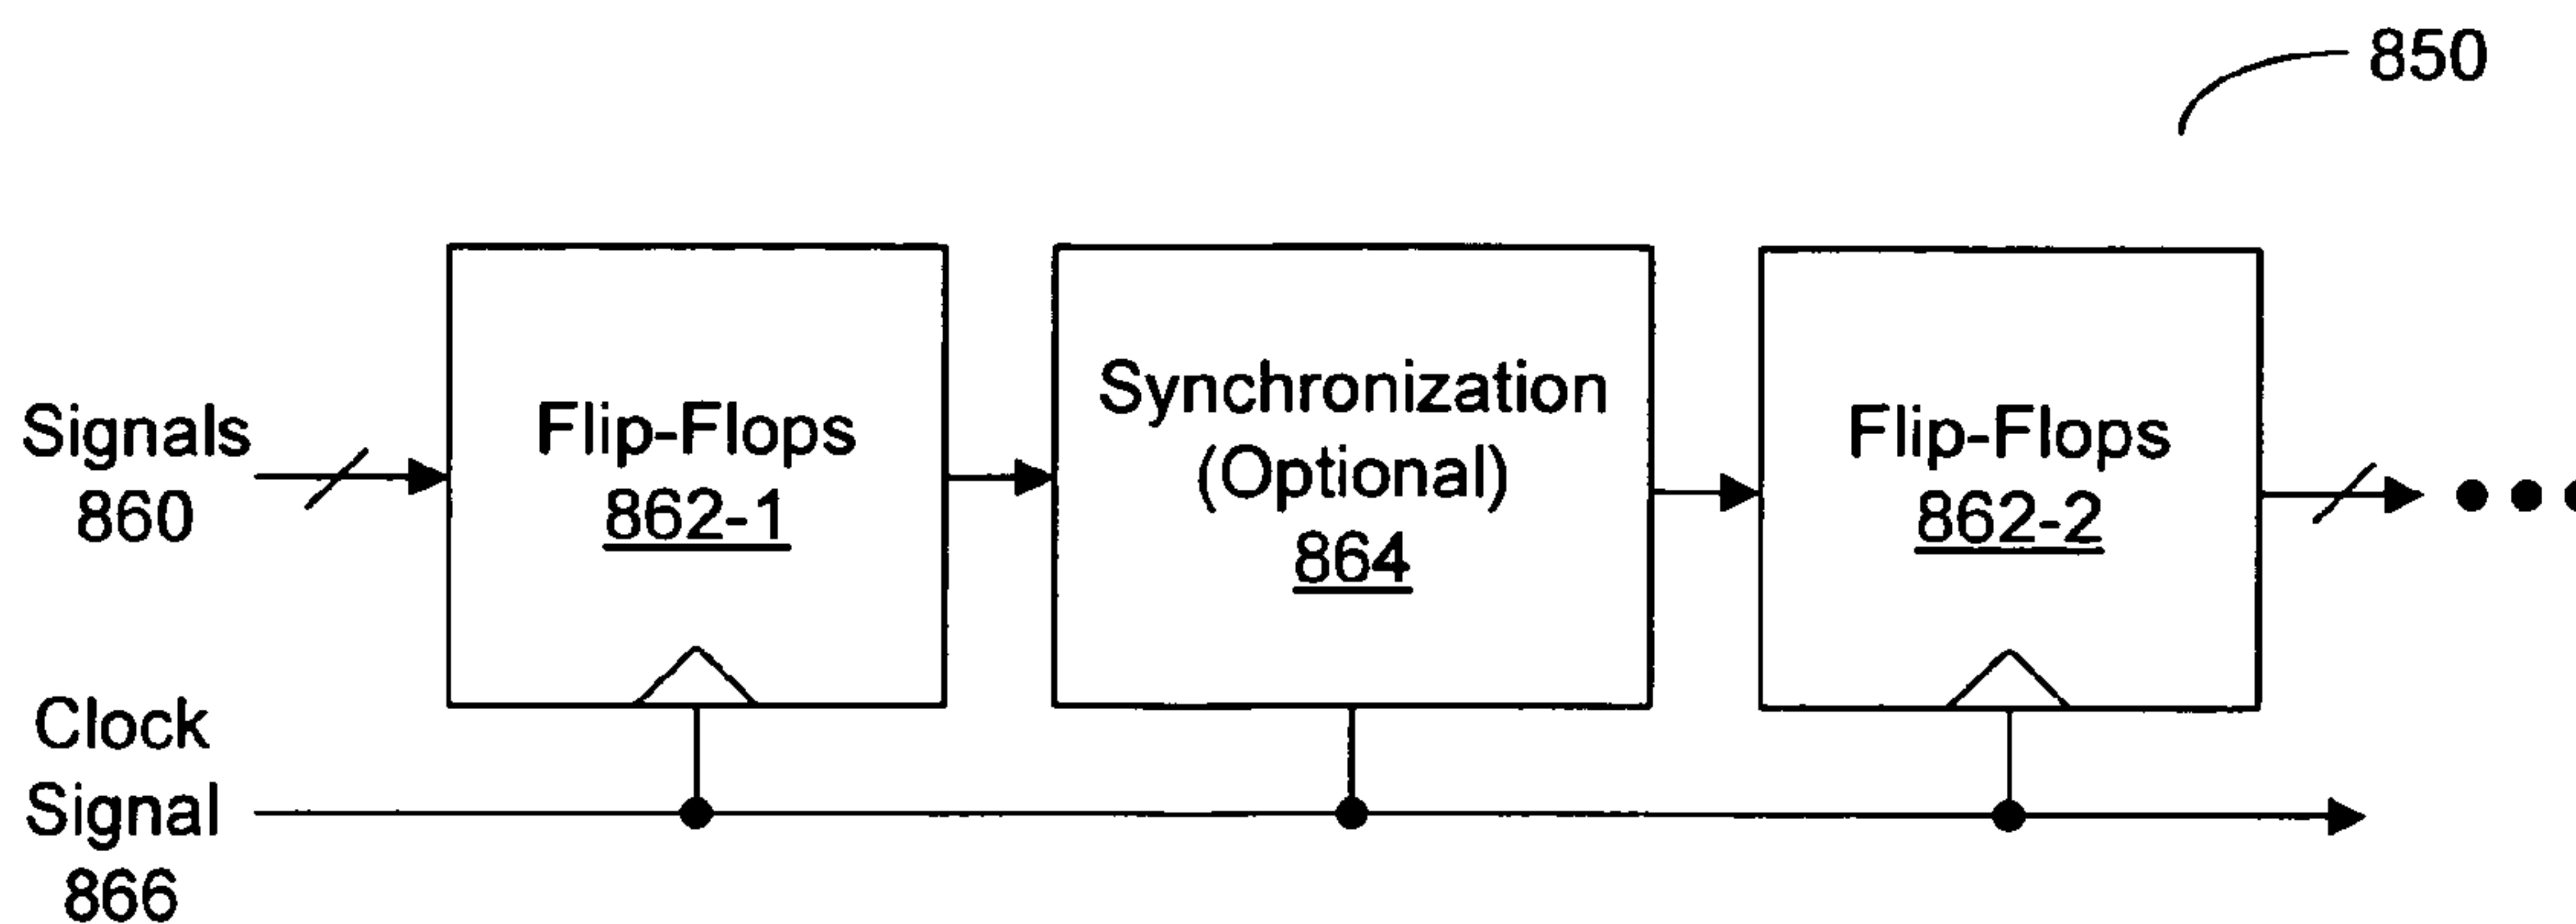 850
Signals
860
Flip-Flops
862-1
Synchronization
(Optional)
864
Flip-Flops
862-2
Clock
Signal
866